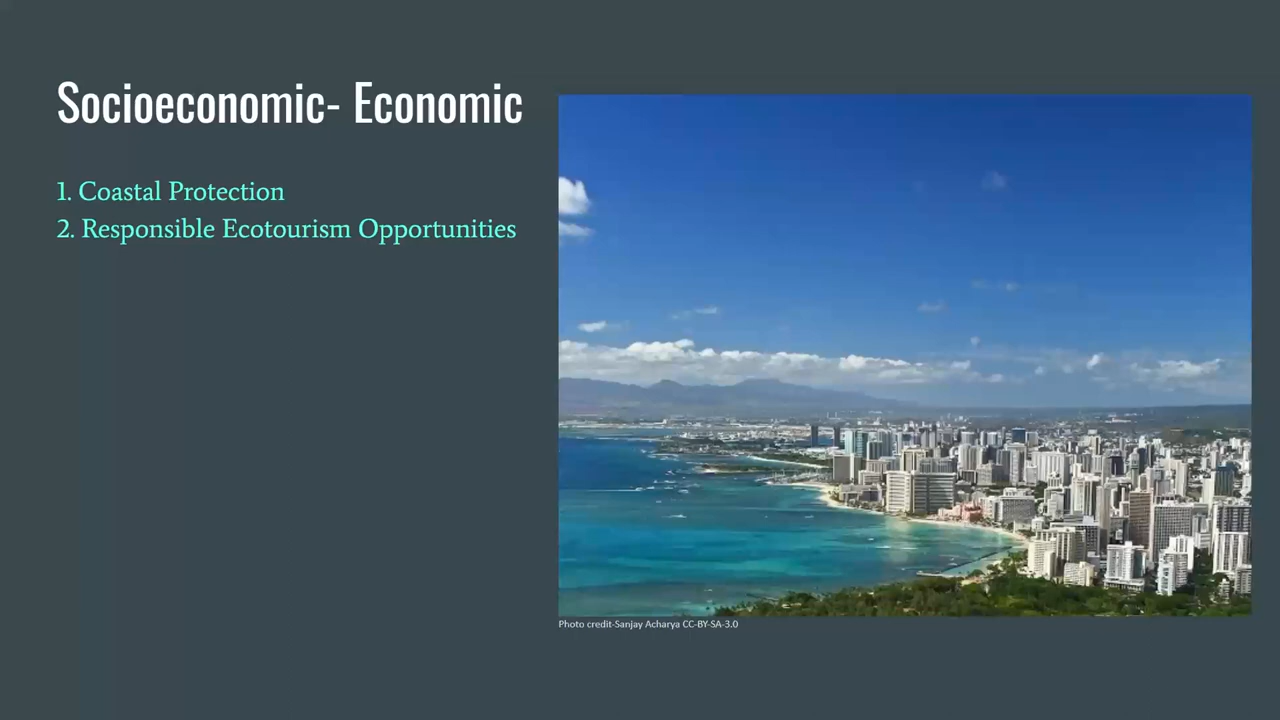 Socioeconomic- Economic
1. Coastal Protection
2. Responsible Ecotourism Opportunities
Photo credit-Sanjay Acharya CC-BY-SA-3.0